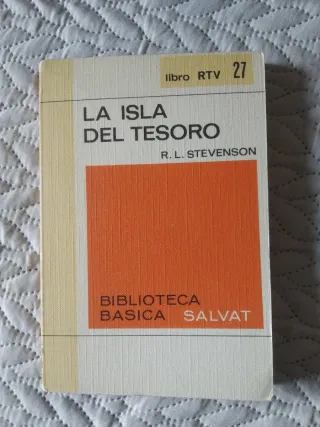 libro RTV 27
LA ISLA
DEL TESORO
R. L. STEVENSON
BIBLIOTECA
BASICA SALVAT